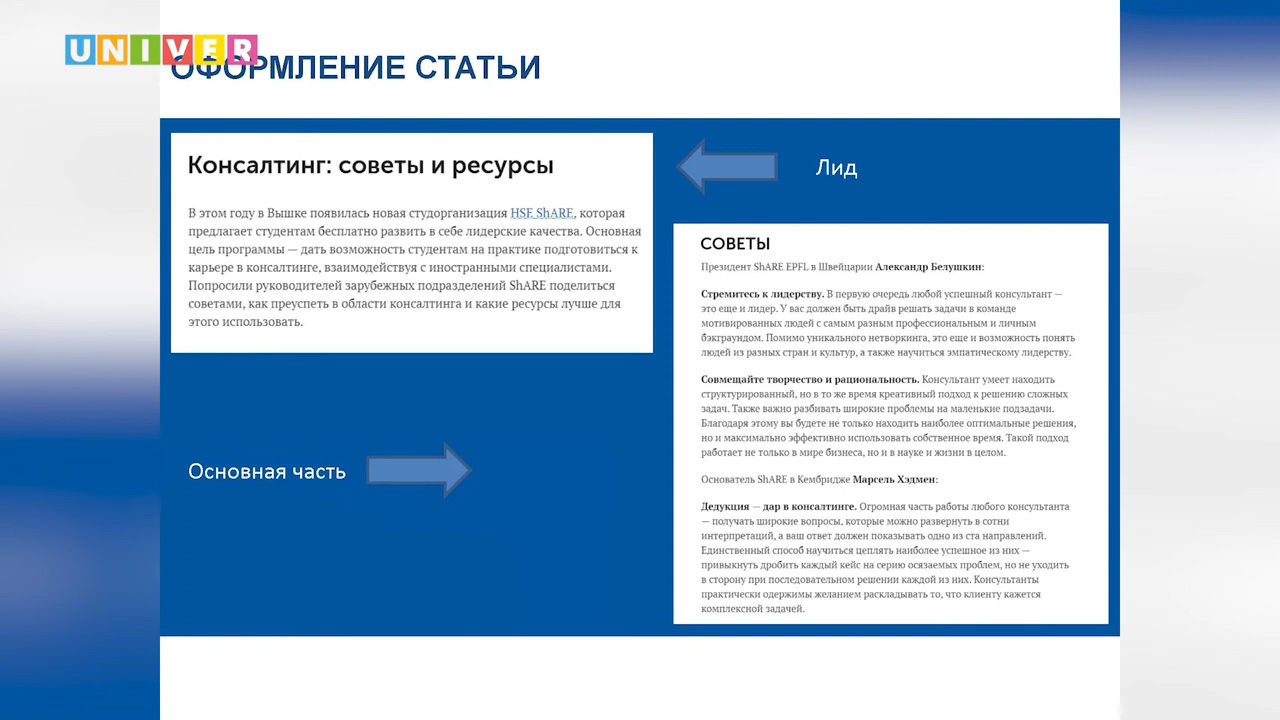 UNIVER
ОФОРМЛЕНИЕ СТАТЬИ
Консалтинг: советы и ресурсы
В этом году в Вышке появилась новая студорганизация HSE ShARE, которая
предлагает студентам бесплатно развить в себе лидерские качества. Основная
цель программы — дать возможность студентам на практике подготовиться к
карьере в консалтинге, взаимодействуя с иностранными специалистами.
Попросили руководителей зарубежных подразделений ShARE поделиться
советами, как преуспеть в области консалтинга и какие ресурсы лучше для
этого использовать.
Лид
Основная часть
СОВЕТЫ
Президент ShARE EPFL в Швейцарии Александр Белушкин:
Стремитесь к лидерству. В первую очередь любой успешный консультант —
это еще и лидер. У вас должен быть драйв решать задачи в команде
мотивированных людей с самым разным профессиональным и личным
бэкграундом. Помимо уникального нетворкинга, это еще и возможность понять
людей из разных стран и культур, а также научиться эмпатическому лидерству.
Совмещайте творчество и рациональность. Консультант умеет находить
структурированный, но в то же время креативный подход к решению сложных
задач. Также важно разбивать широкие проблемы на маленькие подзадачи.
Благодаря этому вы будете не только находить наиболее оптимальные решения,
но и максимально эффективно использовать собственное время. Такой подход
работает не только в мире бизнеса, но и в науке и жизни в целом.
Основатель ShARE в Кембридже Марсель Хэдмен:
Дедукция — дар в консалтинге. Огромная часть работы любого консультанта
— получать широкие вопросы, которые можно развернуть в сотни
интерпретаций, а ваш ответ должен показывать одно из ста направлений.
Единственный способ научиться цеплять наиболее успешное из них —
привыкнуть дробить каждый кейс на серию осязаемых проблем, но не уходить
в сторону при последовательном решении каждой из них. Консультанты
практически одержимы желанием раскладывать то, что клиенту кажется
комплексной задачей.